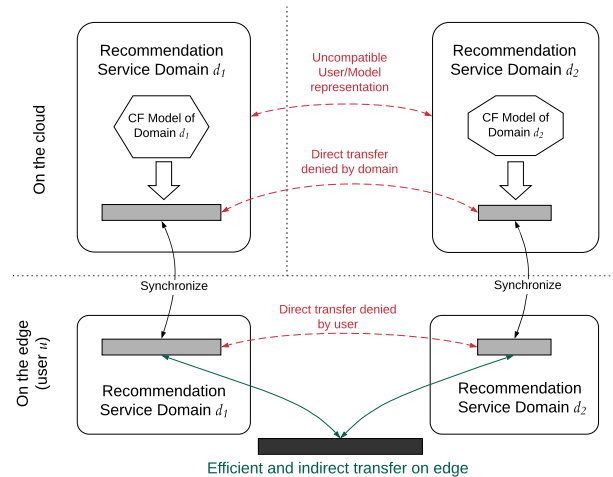 Recommendation
Service Domain d1
CF Model of
Domain d1
Uncompatible
User/Model
representation
Direct transfer
denied by domain
Recommendation
Service Domain d2
CF Model of
Domain d2
On the cloud
Synchronize
Synchronize
On the edge
(user u)
Direct transfer denied
by user
Recommendation
Service Domain d1
Recommendation
Service Domain d2
Efficient and indirect transfer on edge